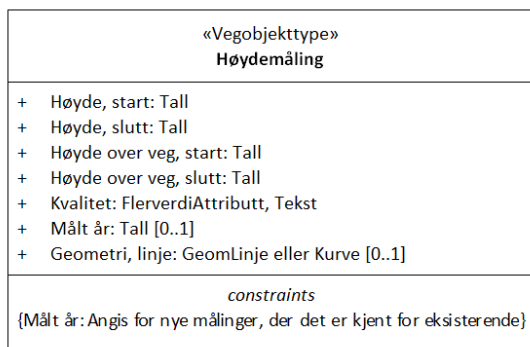 «Vegobjekttype»
Høydemåling
+ Høyde, start: Tall
+ Høyde, slutt: Tall
+ Høyde over veg, start: Tall
+ Høyde over veg, slutt: Tall
+ Kvalitet: FlerverdiAttributt, Tekst
+ Målt år: Tall [0..1]
+ Geometri, linje: GeomLinje eller Kurve [0..1]
constraints
{Målt år: Angis for nye målinger, der det er kjent for eksisterende}